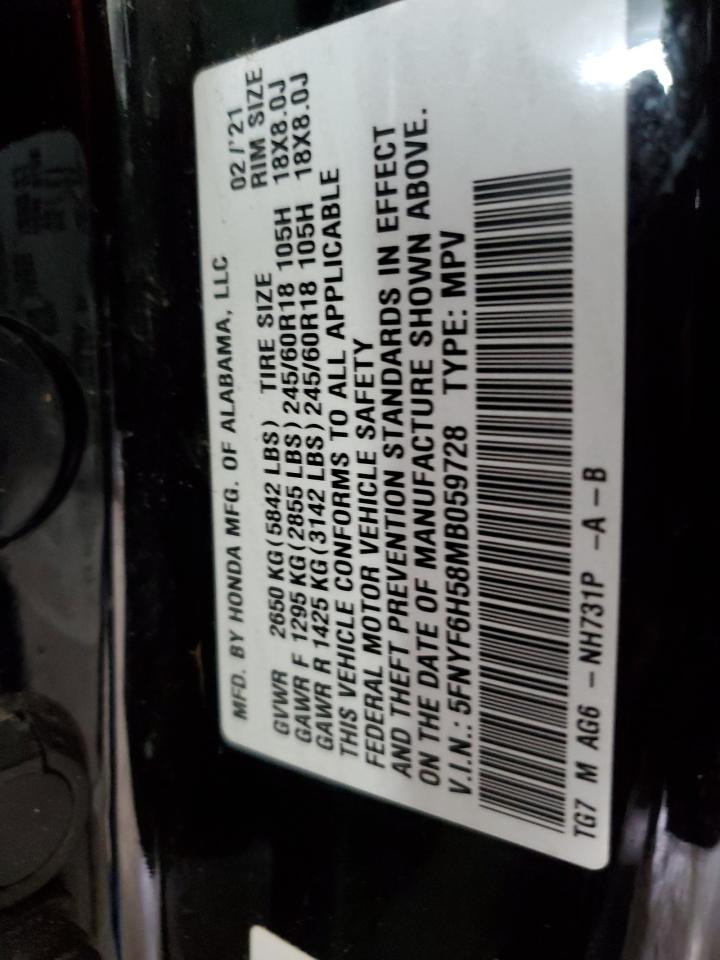 MFD. BY HONDA MFG. OF ALABAMA, LLC 02/'21
TIRE SIZE RIM SIZE
GVWR 2650 KG(5842 LBS)
GAWR F 1295 KG(2855 LBS) 245/60R18 105H 18X8.0J
GAWR R 1425 KG(3142 LBS) 245/60R18 105H 18X8.0J
THIS VEHICLE CONFORMS TO ALL APPLICABLE
FEDERAL MOTOR VEHICLE SAFETY
AND THEFT PREVENTION STANDARDS IN EFFECT
ON THE DATE OF MANUFACTURE SHOWN ABOVE.
V.I.N.: 5FNYF6H58MB059728 TYPE: MPV
TG7 M AG6 -NH731P -A-B